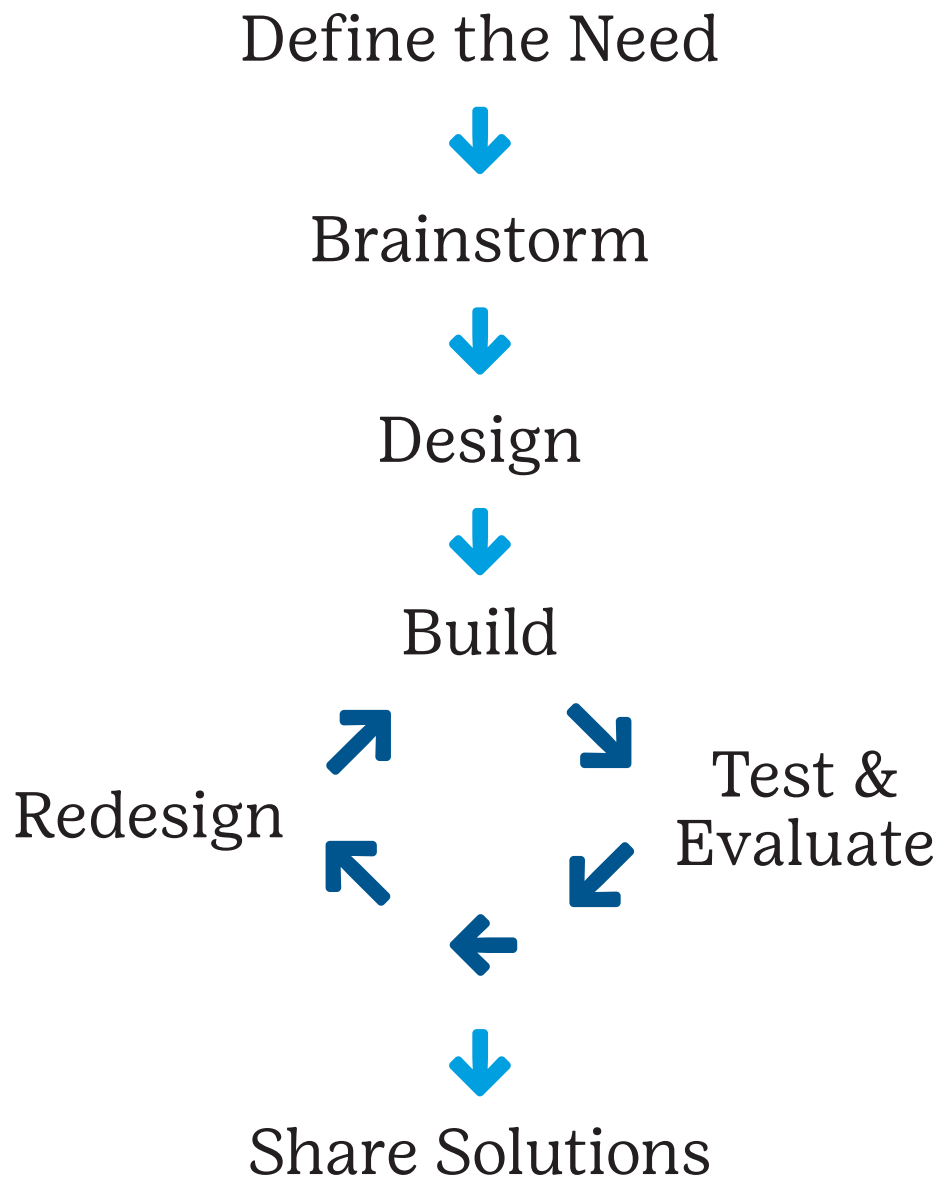 Define the Need
Brainstorm
Design
Build
Test &
Evaluate
Redesign
Share Solutions